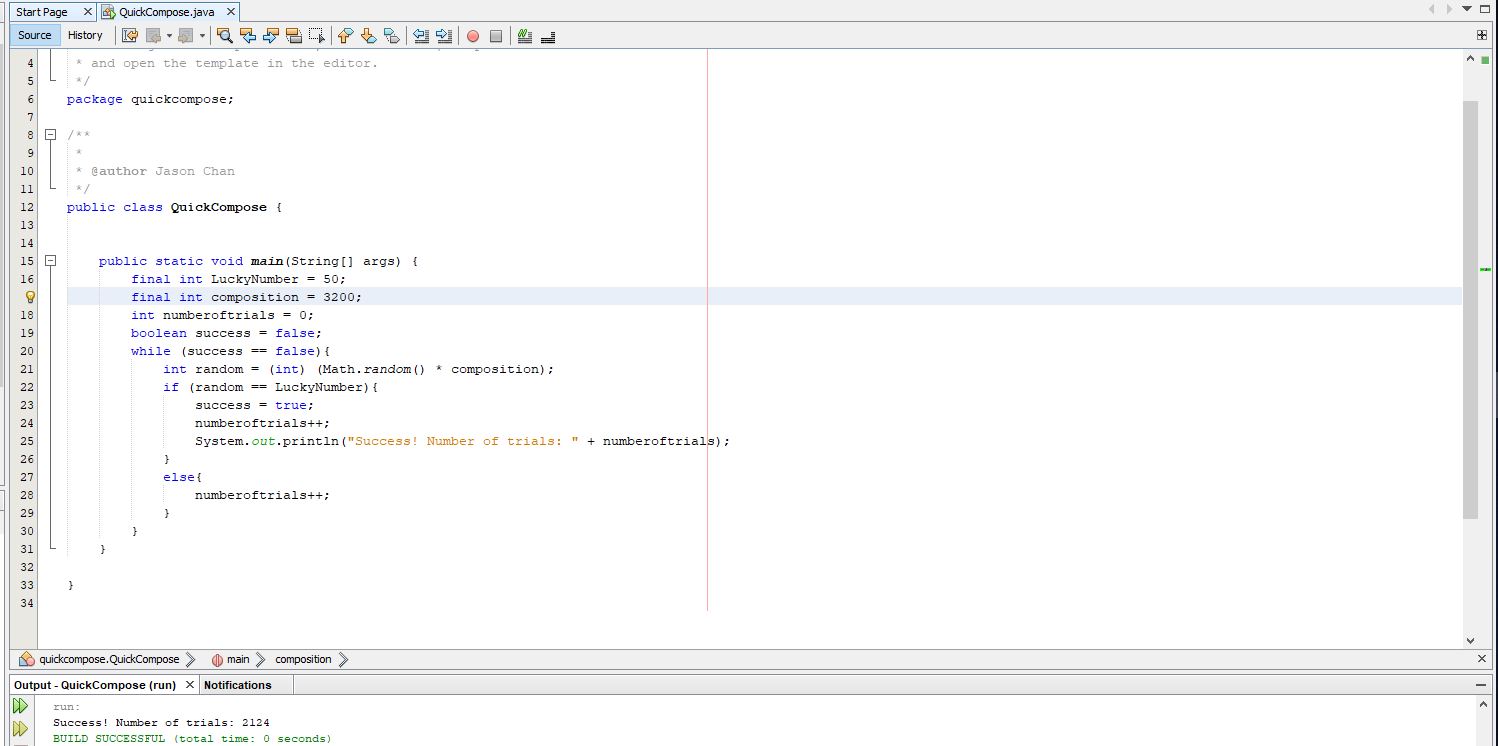 Start Page
QuickCompose.java
Source History
4 * and open the template in the editor.
5 */
6 package quickcompose;
7
8 /**
9 *
10 * @author Jason Chan
11 */
12 public class QuickCompose {
13
14
15 public static void main(String[] args) {
16 final int LuckyNumber = 50;
final int composition = 3200;
18 int numberoftrials = 0;
19 boolean success = false;
20 while (success == false){
21 int random = (int) (Math.random() * composition);
22 if (random == LuckyNumber){
23 success = true;
24 numberoftrials++;
25 System.out.println("Success! Number of trials: " + numberoftrials);
26 }
27 else{
28 numberoftrials++;
29 }
30 }
31 }
32
33 }
34
quickcompose.QuickCompose main composition
Output - QuickCompose (run) Notifications
run:
Success! Number of trials: 2124
BUILD SUCCESSFUL (total time: 0 seconds)